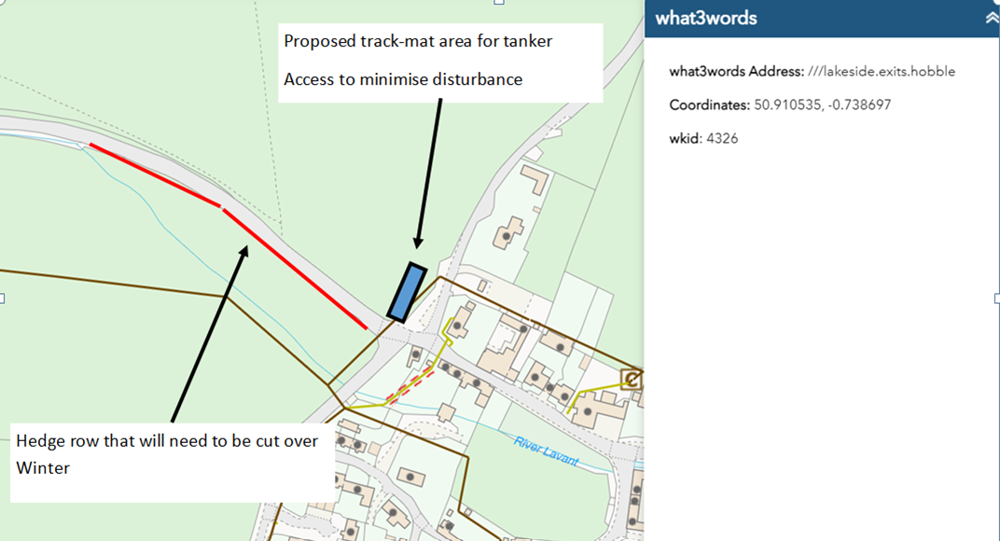 Proposed track-mat area for tanker
Access to minimise disturbance
what3words
what3words Address: ///lakeside.exits.hobble
Coordinates: 50.910535, -0.738697
wkid: 4326
C
Hedge row that will need to be cut over
Winter
River Lavant